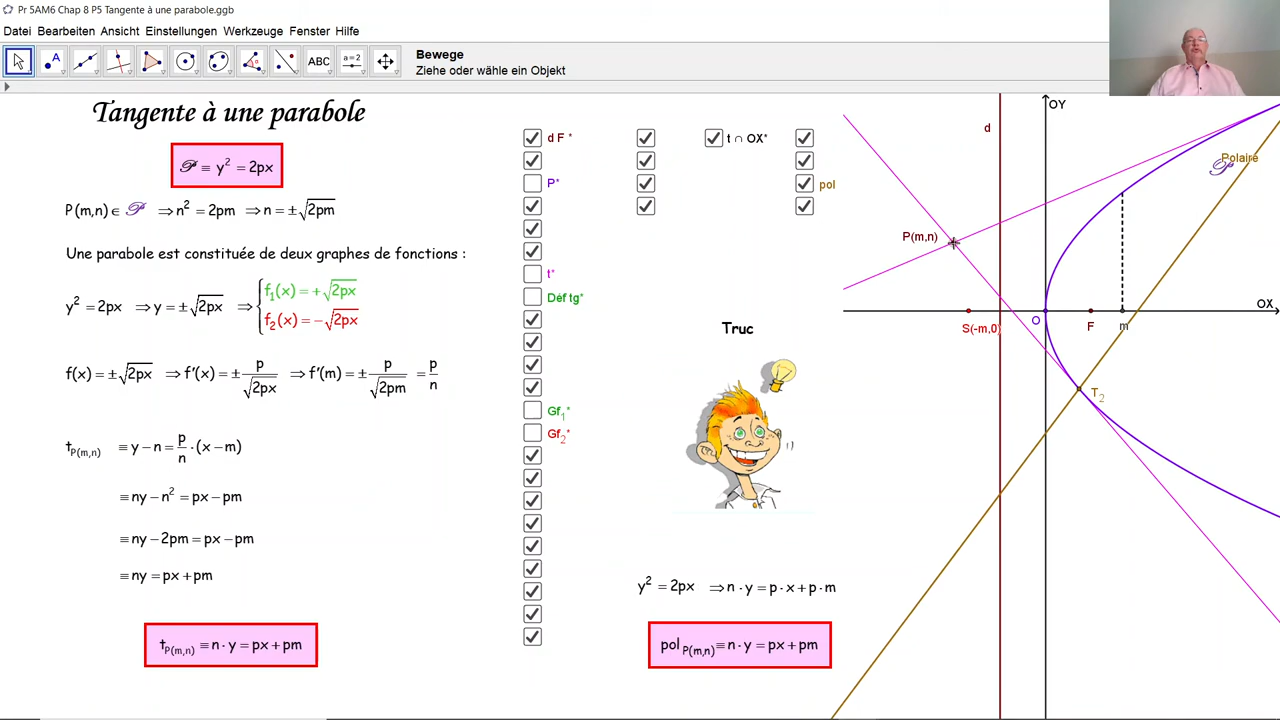 Pr 5AM6 Chap 8 P5 Tangente à une parabole.ggb
Datei Bearbeiten Ansicht Einstellungen Werkzeuge Fenster Hilfe
A ABC a=2
Bewege
Ziehe oder wähle ein Objekt
Tangente à une parabole
𝒫 ≡ y² = 2px
P(m,n) ∈ 𝒫 ⇒ n² = 2pm ⇒ n = ±√2pm
Une parabole est constituée de deux graphes de fonctions :
y² = 2px ⇒ y = ±√2px ⇒ { f₁(x) = +√2px
f₂(x) = −√2px
f(x) = ±√2px ⇒ f'(x) = ± p/√2px ⇒ f'(m) = ± p/√2pm = p/n
t_P(m,n) ≡ y − n = p/n · (x − m)
≡ ny − n² = px − pm
≡ ny − 2pm = px − pm
≡ ny = px + pm
t_P(m,n) ≡ n · y = px + pm
d F *
P*
t*
Déf tg*
Gf₁*
Gf₂*
t ∩ OX*
pol
Truc
y² = 2px ⇒ n · y = p · x + p · m
pol_P(m,n) ≡ n · y = px + pm
OY
d
Polaire
𝒫
P(m,n)
OX
S(-m,0)
O
F
m
T₂